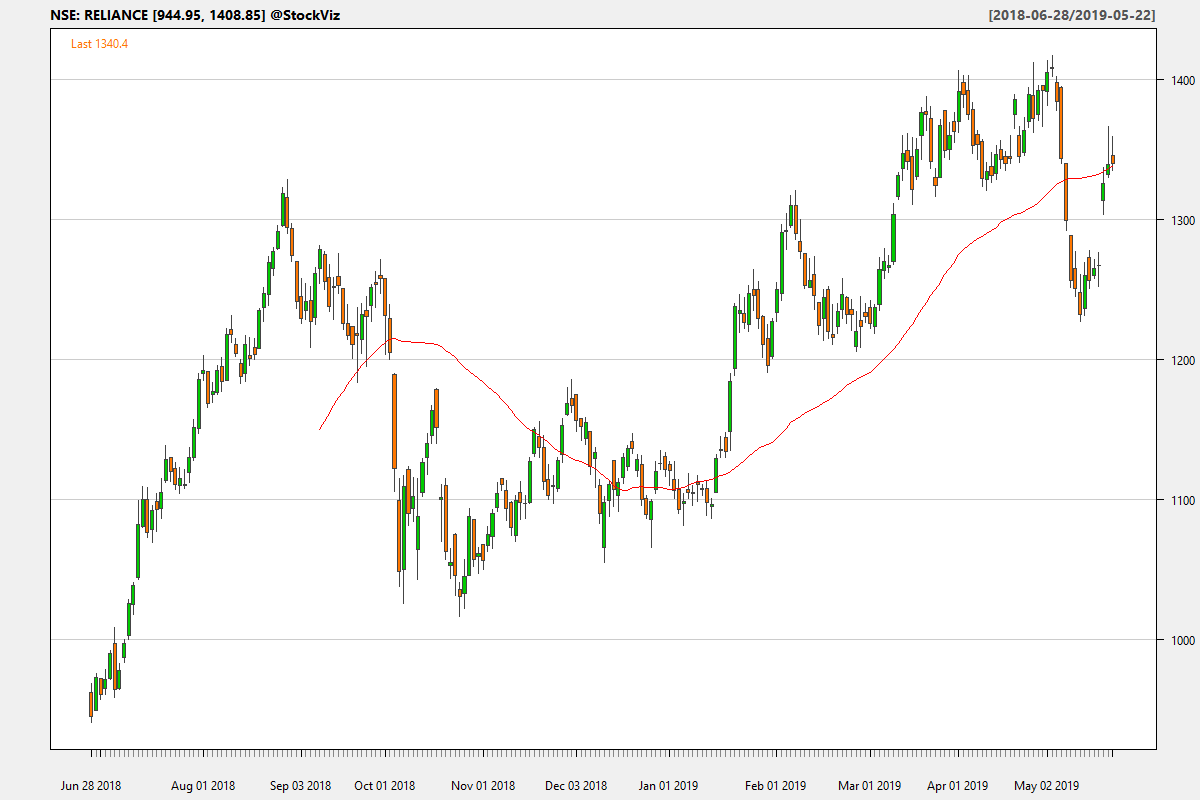 NSE: RELIANCE [944.95, 1408.85] @StockViz
[2018-06-28/2019-05-22]
Last 1340.4
1400
1300
1200
1100
1000
Jun 28 2018
Aug 01 2018
Sep 03 2018
Oct 01 2018
Nov 01 2018
Dec 03 2018
Jan 01 2019
Feb 01 2019
Mar 01 2019
Apr 01 2019
May 02 2019